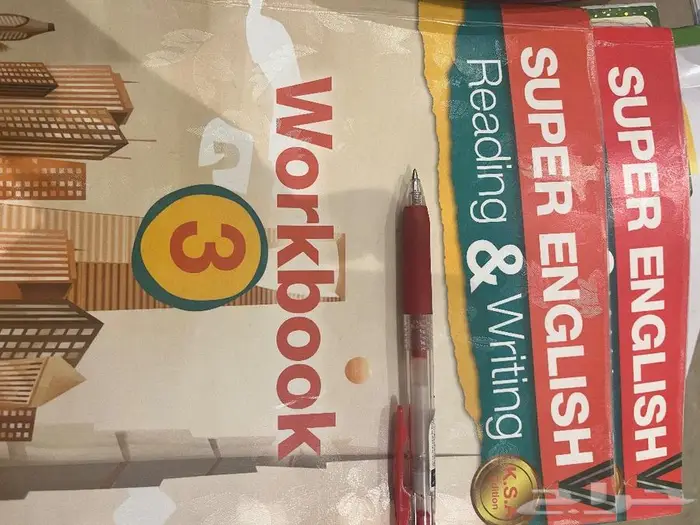 SUPER ENGLISH
SUPER ENGLISH
Reading & Writing
Workbook
3
K.S.